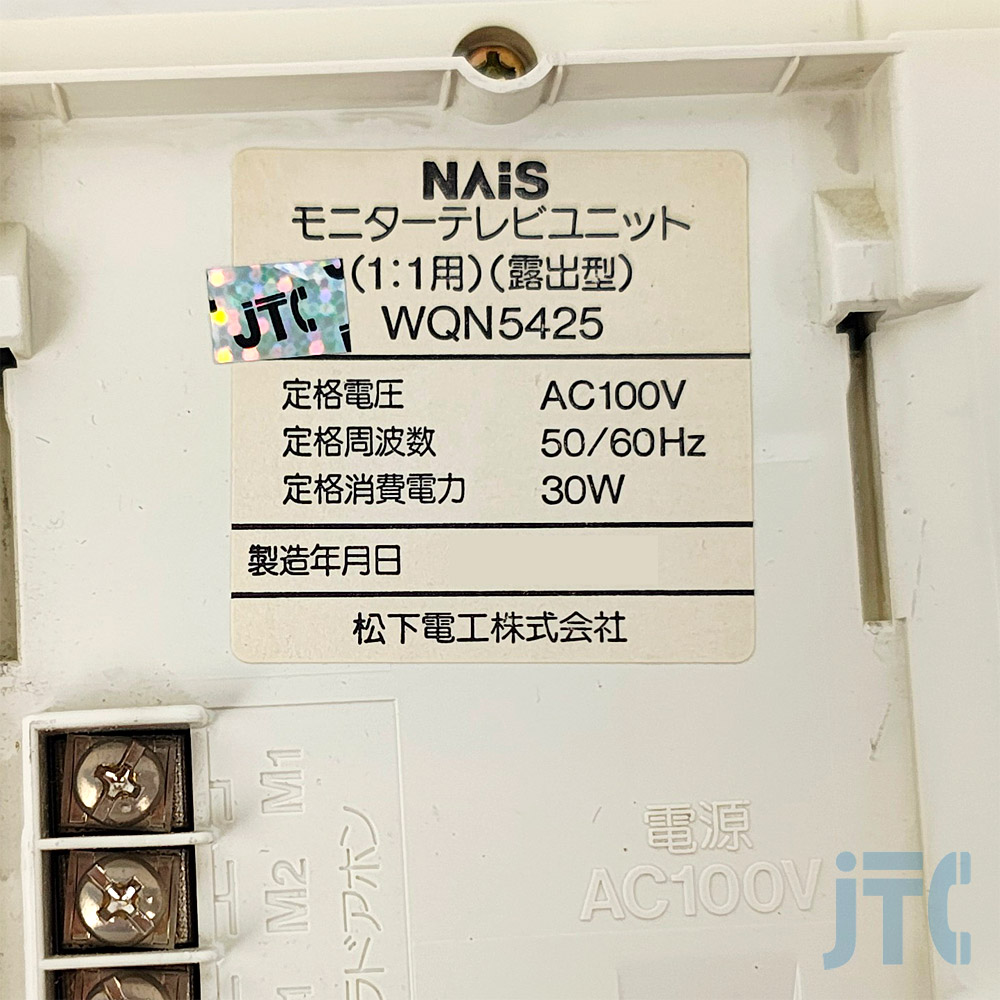 NAiS
モニターテレビユニット
(1:1用)(露出型)
JTC
WQN5425
定格電圧 AC100V
定格周波数 50/60Hz
定格消費電力 30W
製造年月日
松下電工株式会社
M1
M2
ドアホン
電源
AC100V
JTC